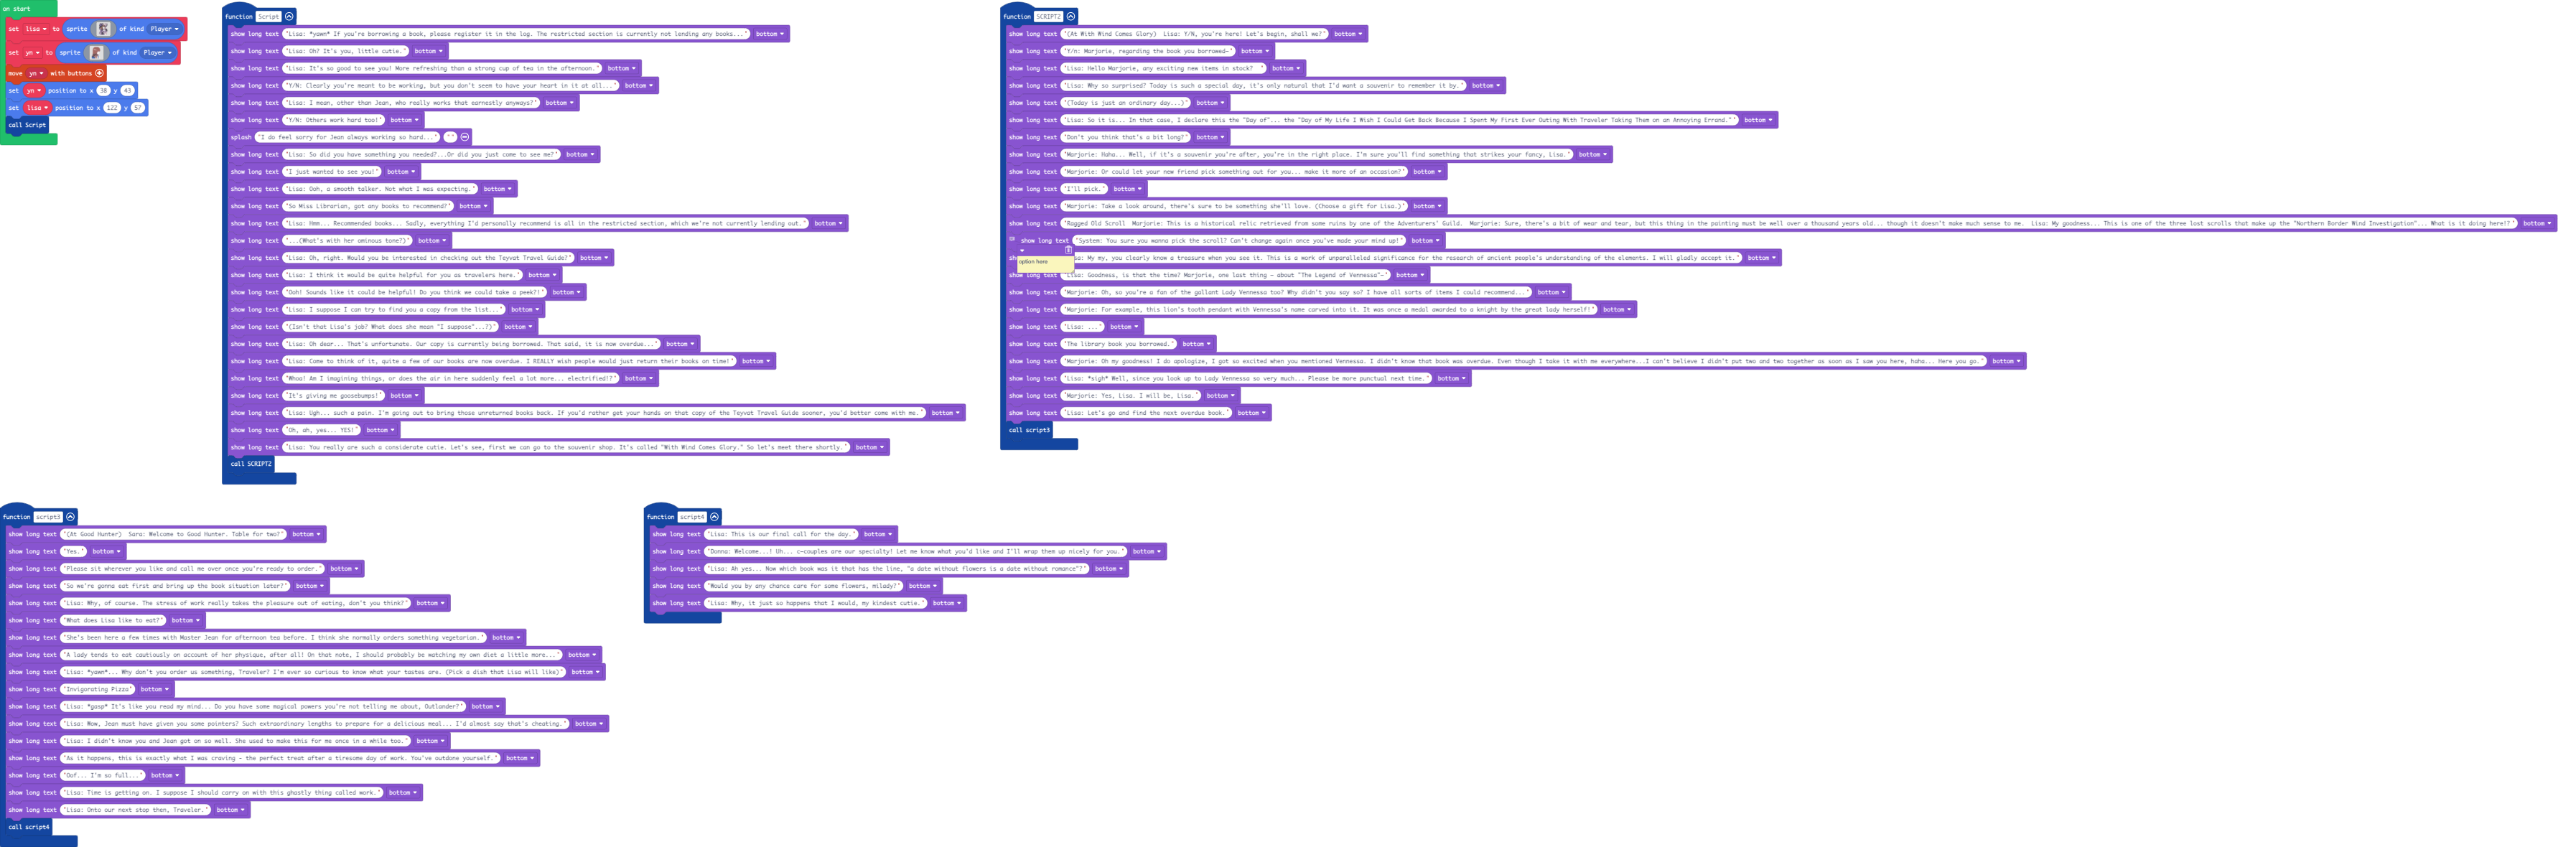 on start
set lisa to sprite of kind Player
set yn to sprite of kind Player
move yn with buttons
set yn position to x 38 y 43
set lisa position to x 122 y 57
call Script
function Script
show long text "Lisa: *yawn* If you're borrowing a book, please register it in the log. The restricted section is currently not lending any books..." bottom
show long text "Lisa: Oh? It's you, little cutie." bottom
show long text "Lisa: It's so good to see you! More refreshing than a strong cup of tea in the afternoon." bottom
show long text "Y/N: Clearly you're meant to be working, but you don't seem to have your heart in it at all..." bottom
show long text "Lisa: I mean, other than Jean, who really works that earnestly anyways?" bottom
show long text "Y/N: Others work hard too!" bottom
splash "I do feel sorry for Jean always working so hard..." ""
show long text "Lisa: So did you have something you needed?...Or did you just come to see me?" bottom
show long text "I just wanted to see you!" bottom
show long text "Lisa: Ooh, a smooth talker. Not what I was expecting." bottom
show long text "So Miss Librarian, got any books to recommend?" bottom
show long text "Lisa: Hmm... Recommended books... Sadly, everything I'd personally recommend is all in the restricted section, which we're not currently lending out." bottom
show long text "...(What's with her ominous tone?)" bottom
show long text "Lisa: Oh, right. Would you be interested in checking out the Teyvat Travel Guide?" bottom
show long text "Lisa: I think it would be quite helpful for you as travelers here." bottom
show long text "Ooh! Sounds like it could be helpful! Do you think we could take a peek?!" bottom
show long text "Lisa: I suppose I can try to find you a copy from the list..." bottom
show long text "(Isn't that Lisa's job? What does she mean "I suppose"...?)" bottom
show long text "Lisa: Oh dear... That's unfortunate. Our copy is currently being borrowed. That said, it is now overdue..." bottom
show long text "Lisa: Come to think of it, quite a few of our books are now overdue. I REALLY wish people would just return their books on time!" bottom
show long text "Whoa! Am I imagining things, or does the air in here suddenly feel a lot more... electrified!?" bottom
show long text "It's giving me goosebumps!" bottom
show long text "Lisa: Ugh... such a pain. I'm going out to bring those unreturned books back. If you'd rather get your hands on that copy of the Teyvat Travel Guide sooner, you'd better come with me." bottom
show long text "Oh, ah, yes... YES!" bottom
show long text "Lisa: You really are such a considerate cutie. Let's see, first we can go to the souvenir shop. It's called "With Wind Comes Glory." So let's meet there shortly." bottom
call SCRIPT2
function SCRIPT2
show long text "(At With Wind Comes Glory) Lisa: Y/N, you're here! Let's begin, shall we?" bottom
show long text "Y/n: Marjorie, regarding the book you borrowed-" bottom
show long text "Lisa: Hello Marjorie, any exciting new items in stock? " bottom
show long text "Lisa: Why so surprised? Today is such a special day, it's only natural that I'd want a souvenir to remember it by." bottom
show long text "(Today is just an ordinary day...)" bottom
show long text "Lisa: So it is... In that case, I declare this the "Day of"... the "Day of My Life I Wish I Could Get Back Because I Spent My First Ever Outing With Traveler Taking Them on an Annoying Errand."" bottom
show long text "Don't you think that's a bit long?" bottom
show long text "Marjorie: Haha... Well, if it's a souvenir you're after, you're in the right place. I'm sure you'll find something that strikes your fancy, Lisa." bottom
show long text "Marjorie: Or could let your new friend pick something out for you... make it more of an occasion?" bottom
show long text "I'll pick." bottom
show long text "Marjorie: Take a look around, there's sure to be something she'll love. (Choose a gift for Lisa.)" bottom
show long text "Ragged Old Scroll Marjorie: This is a historical relic retrieved from some ruins by one of the Adventurers' Guild. Marjorie: Sure, there's a bit of wear and tear, but this thing in the painting must be well over a thousand years old... though it doesn't make much sense to me. Lisa: My goodness... This is one of the three lost scrolls that make up the "Northern Border Wind Investigation"... What is it doing here!?" bottom
show long text "System: You sure you wanna pick the scroll? Can't change again once you've made your mind up!" bottom
option here
sh sa: My my, you clearly know a treasure when you see it. This is a work of unparalleled significance for the research of ancient people's understanding of the elements. I will gladly accept it." bottom
show long text "Lisa: Goodness, is that the time? Marjorie, one last thing - about "The Legend of Vennessa"-" bottom
show long text "Marjorie: Oh, so you're a fan of the gallant Lady Vennessa too? Why didn't you say so? I have all sorts of items I could recommend..." bottom
show long text "Marjorie: For example, this lion's tooth pendant with Vennessa's name carved into it. It was once a medal awarded to a knight by the great lady herself!" bottom
show long text "Lisa: ..." bottom
show long text "The library book you borrowed." bottom
show long text "Marjorie: Oh my goodness! I do apologize, I got so excited when you mentioned Vennessa. I didn't know that book was overdue. Even though I take it with me everywhere...I can't believe I didn't put two and two together as soon as I saw you here, haha... Here you go." bottom
show long text "Lisa: *sigh* Well, since you look up to Lady Vennessa so very much... Please be more punctual next time." bottom
show long text "Marjorie: Yes, Lisa. I will be, Lisa." bottom
show long text "Lisa: Let's go and find the next overdue book." bottom
call script3
function script3
show long text "(At Good Hunter) Sara: Welcome to Good Hunter. Table for two?" bottom
show long text "Yes." bottom
show long text "Please sit wherever you like and call me over once you're ready to order." bottom
show long text "So we're gonna eat first and bring up the book situation later?" bottom
show long text "Lisa: Why, of course. The stress of work really takes the pleasure out of eating, don't you think?" bottom
show long text "What does Lisa like to eat?" bottom
show long text "She's been here a few times with Master Jean for afternoon tea before. I think she normally orders something vegetarian." bottom
show long text "A lady tends to eat cautiously on account of her physique, after all! On that note, I should probably be watching my own diet a little more..." bottom
show long text "Lisa: *yawn*... Why don't you order us something, Traveler? I'm ever so curious to know what your tastes are. (Pick a dish that Lisa will like)" bottom
show long text "Invigorating Pizza" bottom
show long text "Lisa: *gasp* It's like you read my mind... Do you have some magical powers you're not telling me about, Outlander?" bottom
show long text "Lisa: Wow, Jean must have given you some pointers? Such extraordinary lengths to prepare for a delicious meal... I'd almost say that's cheating." bottom
show long text "Lisa: I didn't know you and Jean got on so well. She used to make this for me once in a while too." bottom
show long text "As it happens, this is exactly what I was craving - the perfect treat after a tiresome day of work. You've outdone yourself." bottom
show long text "Oof... I'm so full..." bottom
show long text "Lisa: Time is getting on. I suppose I should carry on with this ghastly thing called work." bottom
show long text "Lisa: Onto our next stop then, Traveler." bottom
call script4
function script4
show long text "Lisa: This is our final call for the day." bottom
show long text "Donna: Welcome...! Uh... c-couples are our specialty! Let me know what you'd like and I'll wrap them up nicely for you." bottom
show long text "Lisa: Ah yes... Now which book was it that has the line, "a date without flowers is a date without romance"?" bottom
show long text "Would you by any chance care for some flowers, milady?" bottom
show long text "Lisa: Why, it just so happens that I would, my kindest cutie." bottom